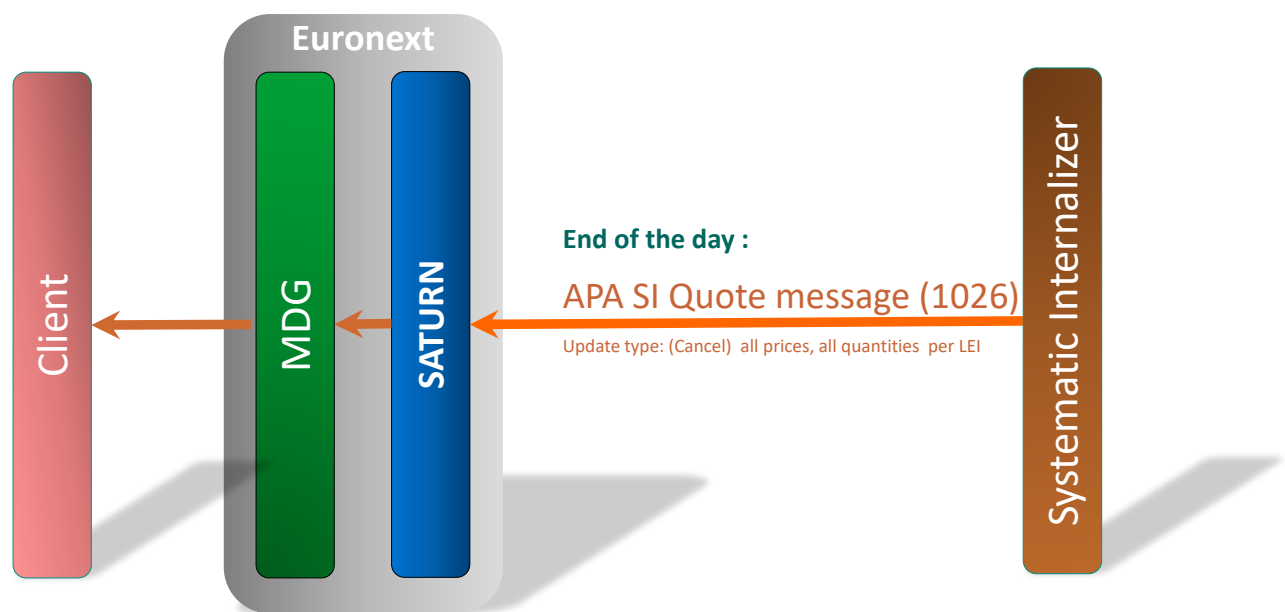 Euronext
Client
MDG
SATURN
End of the day :
APA SI Quote message (1026)
Update type: (Cancel)  all prices, all quantities  per LEI
Systematic Internalizer